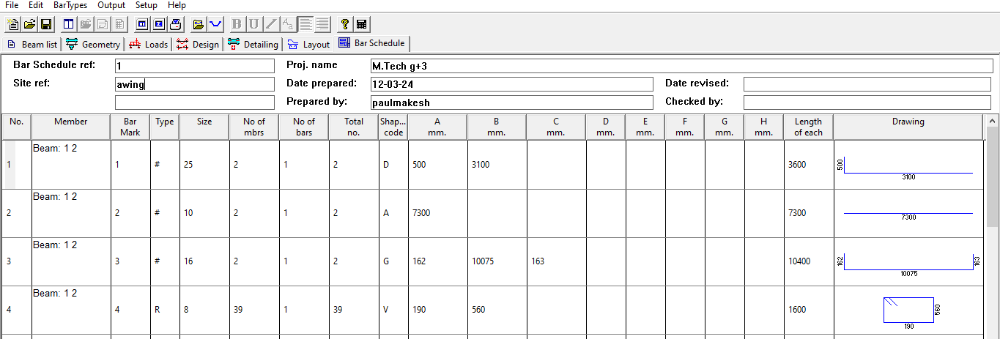 File Edit BarTypes Output Setup Help
B U Aa ?
Beam list Geometry Loads Design Detailing Layout Bar Schedule
Bar Schedule ref: 1 Proj. name M.Tech g+3
Site ref: awing Date prepared: 12-03-24 Date revised:
Prepared by: paulmakesh Checked by:
No. Member Bar Type Size No of No of Total Shap... A B C D E F G H Length Drawing
Mark mbrs bars no. code mm. mm. mm. mm. mm. mm. mm. mm. of each
Beam: 1 2
1 1 # 25 2 1 2 D 500 3100 3600 500
3100
Beam: 1 2
2 2 # 10 2 1 2 A 7300 7300
7300
Beam: 1 2
3 3 # 16 2 1 2 G 162 10075 163 10400 162 163
10075
Beam: 1 2
4 4 R 8 39 1 39 V 190 560 1600 560
190